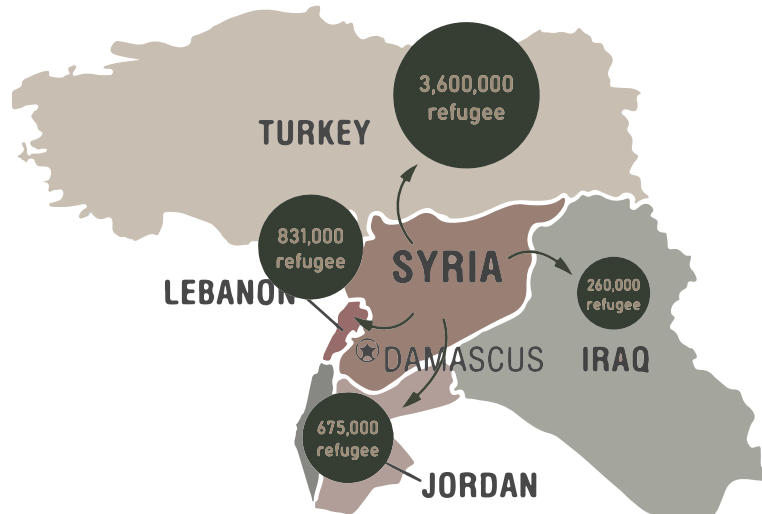 3,600,000
refugee
TURKEY
831,000
refugee
SYRIA
260,000
refugee
LEBANON
DAMASCUS
IRAQ
675,000
refugee
JORDAN